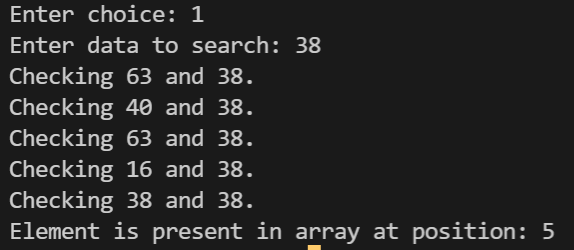 Enter choice: 1
Enter data to search: 38
Checking 63 and 38.
Checking 40 and 38.
Checking 63 and 38.
Checking 16 and 38.
Checking 38 and 38.
Element is present in array at position: 5